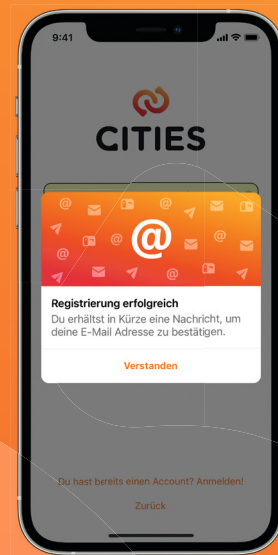 9:41
CITIES
@
Registrierung erfolgreich
Du erhältst in Kürze eine Nachricht, um
deine E-Mail Adresse zu bestätigen.
Verstanden
Du hast bereits einen Account? Anmelden!
Zurück